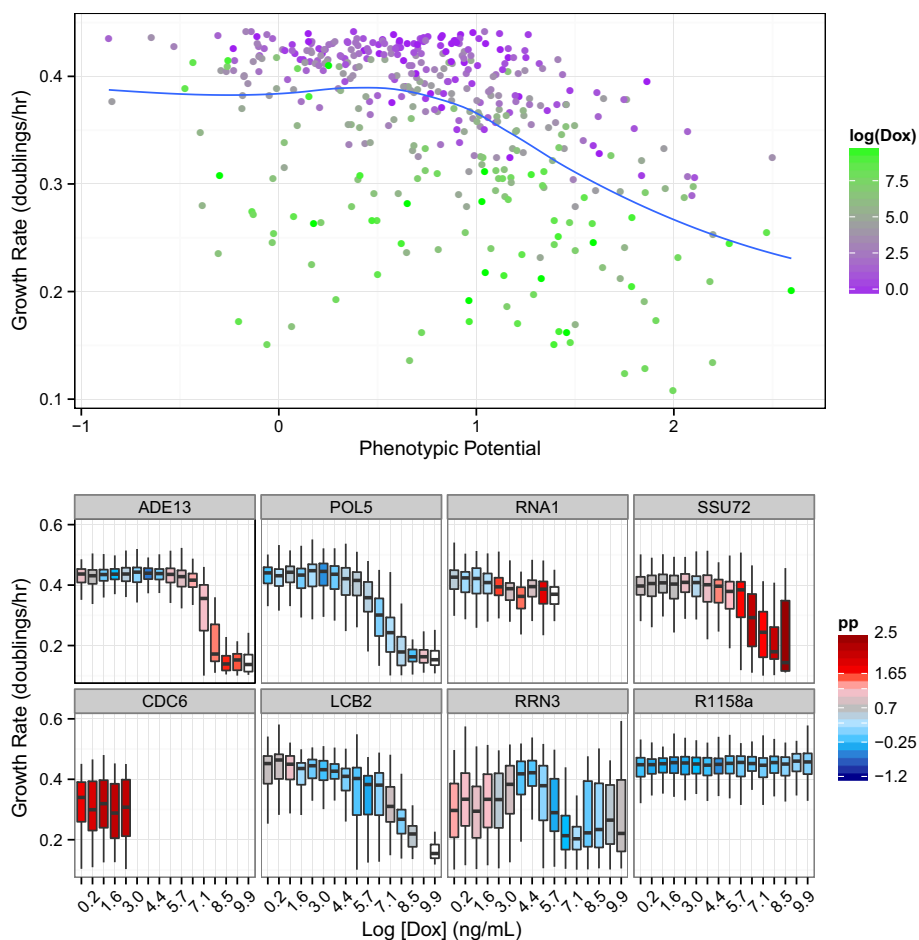 Growth Rate (doublings/hr)
0.4
0.3
0.2
0.1
−1
0
1
2
Phenotypic Potential
log(Dox)
7.5
5.0
2.5
0.0
ADE13
POL5
RNA1
SSU72
0.6
0.4
0.2
CDC6
LCB2
RRN3
R1158a
0.6
0.4
0.2
Growth Rate (doublings/hr)
0.2 1.6 3.0 4.4 5.7 7.1 8.5 9.9
0.2 1.6 3.0 4.4 5.7 7.1 8.5 9.9
0.2 1.6 3.0 4.4 5.7 7.1 8.5 9.9
0.2 1.6 3.0 4.4 5.7 7.1 8.5 9.9
Log [Dox] (ng/mL)
pp
2.5
1.65
0.7
−0.25
−1.2